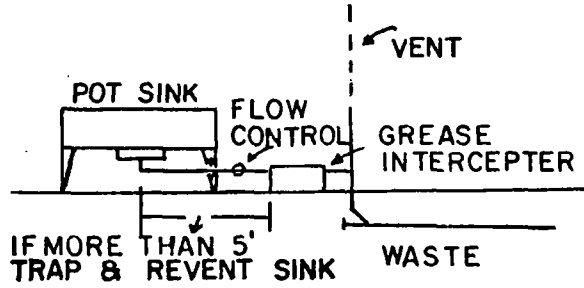 VENT
POT SINK
FLOW
CONTROL
GREASE
INTERCEPTER
IF MORE THAN 5'
TRAP & REVENT SINK
WASTE